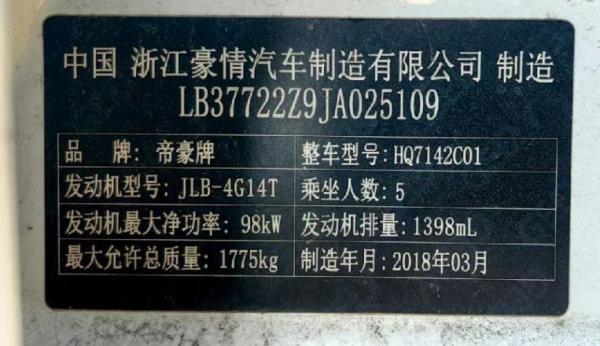 中国 浙江豪情汽车制造有限公司 制造
LB37722Z9JA025109
品 牌: 帝豪牌 整车型号: HQ7142C01
发动机型号: JLB-4G14T 乘坐人数: 5
发动机最大净功率: 98kW 发动机排量: 1398mL
最大允许总质量: 1775kg 制造年月: 2018年03月